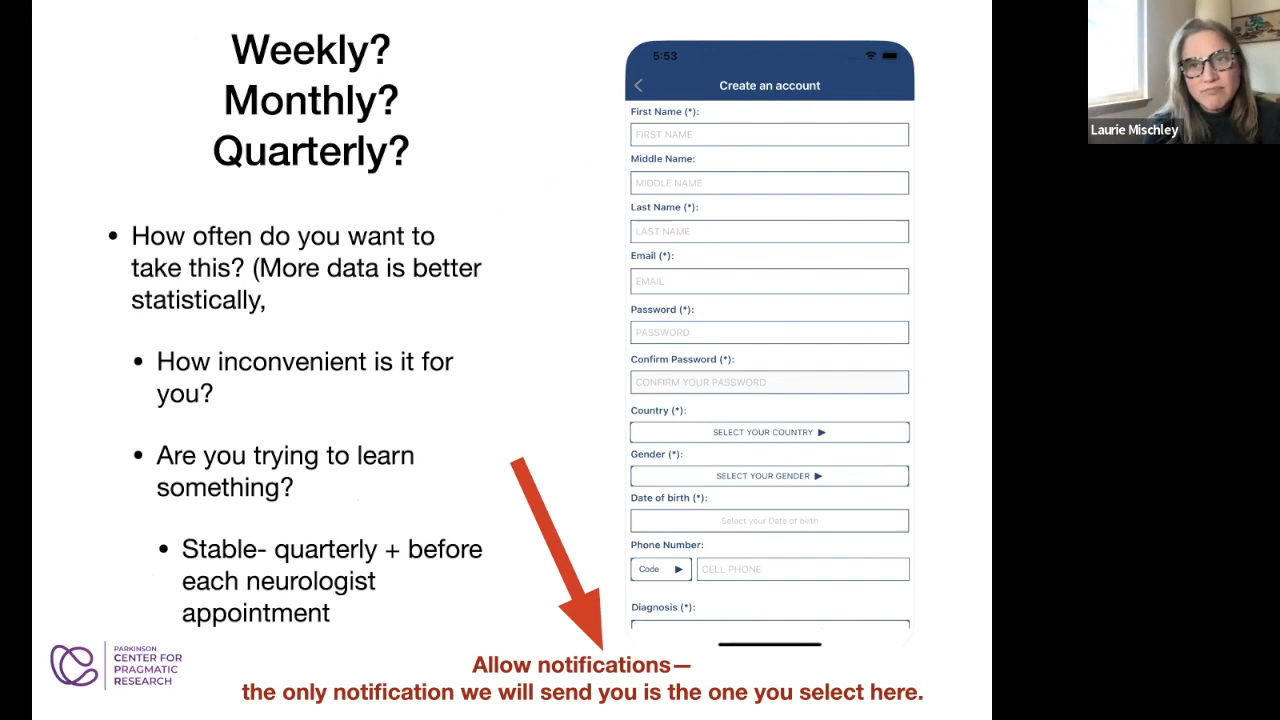 Weekly?
Monthly?
Quarterly?
• How often do you want to
take this? (More data is better
statistically,
• How inconvenient is it for
you?
• Are you trying to learn
something?
• Stable- quarterly + before
each neurologist
appointment
PARKINSON
CENTER FOR
PRAGMATIC
RESEARCH
5:53
Create an account
First Name (*):
FIRST NAME
Middle Name:
MIDDLE NAME
Last Name (*):
LAST NAME
Email (*):
EMAIL
Password (*):
PASSWORD
Confirm Password (*):
CONFIRM YOUR PASSWORD
Country (*):
SELECT YOUR COUNTRY ▶
Gender (*):
SELECT YOUR GENDER ▶
Date of birth (*):
Select your Date of birth
Phone Number:
Code ▶ CELL PHONE
Diagnosis (*):
Allow notifications—
the only notification we will send you is the one you select here.
Laurie Mischley